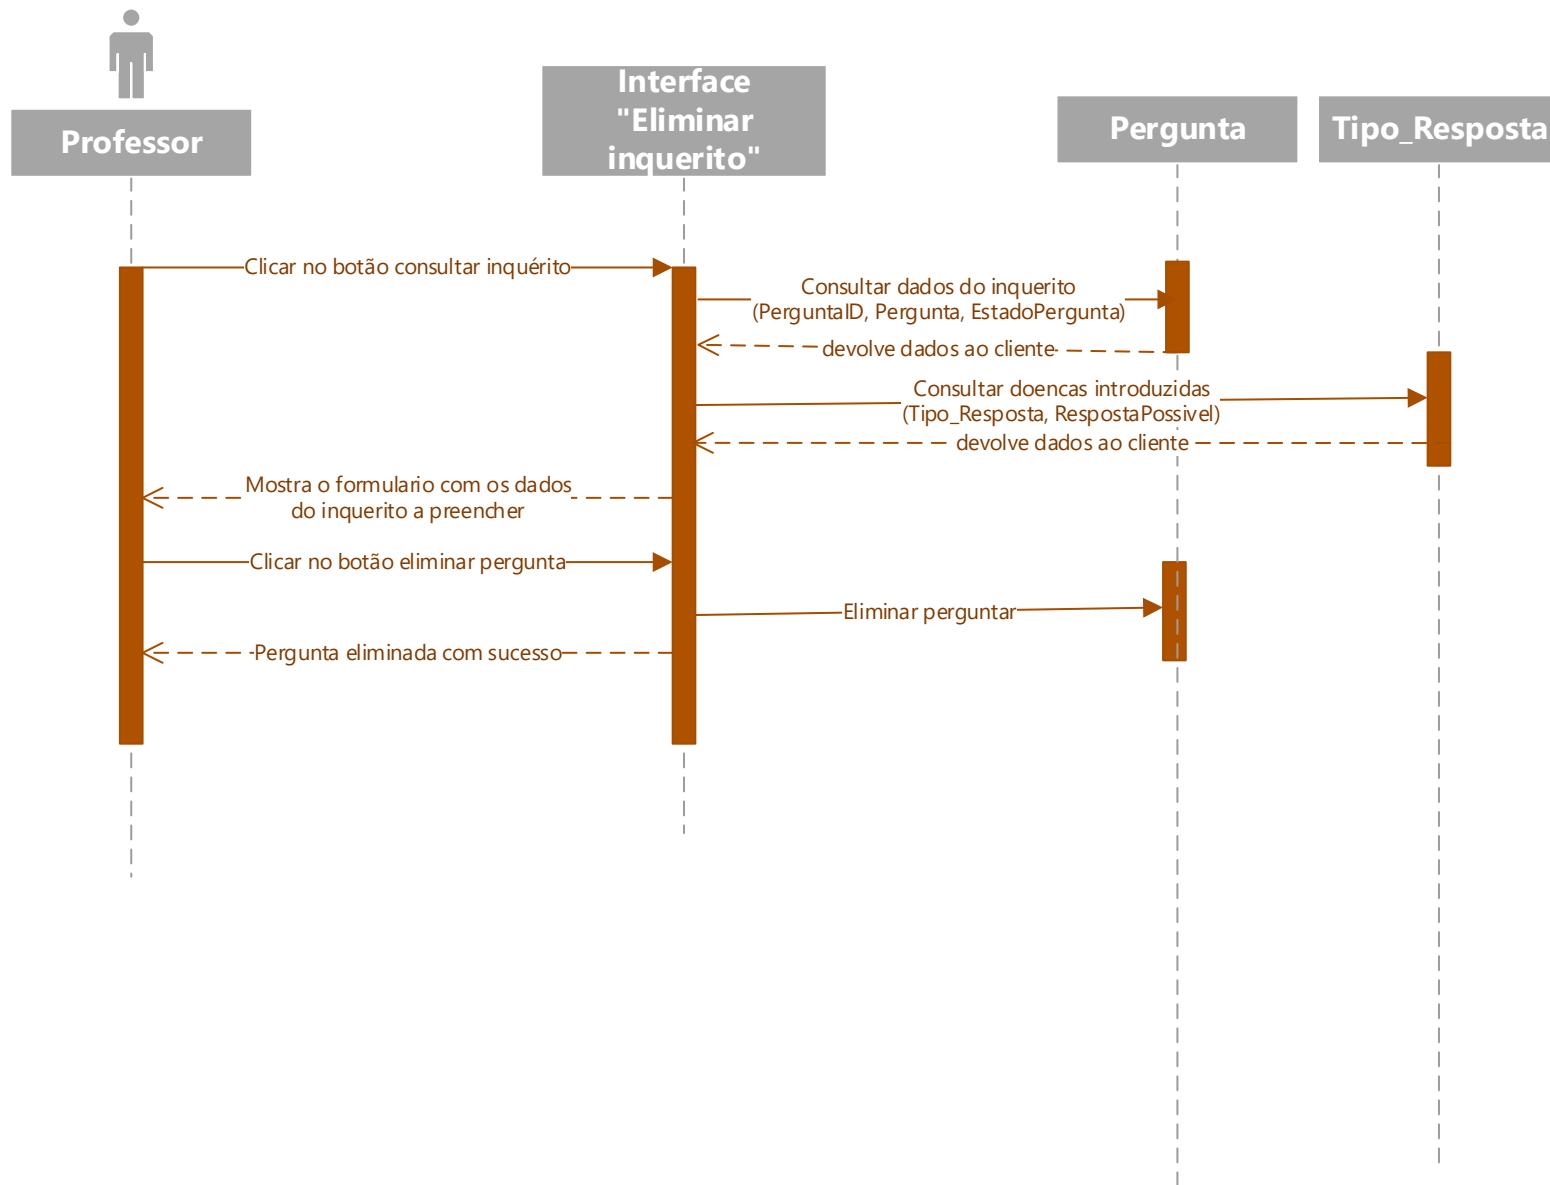 Professor
Interface
"Eliminar
inquerito"
Pergunta
Tipo_Resposta
Clicar no botão consultar inquérito
Consultar dados do inquerito
(PerguntaID, Pergunta, EstadoPergunta)
devolve dados ao cliente
Consultar doencas introduzidas
(Tipo_Resposta, RespostaPossivel)
devolve dados ao cliente
Mostra o formulario com os dados
do inquerito a preencher
Clicar no botão eliminar pergunta
Eliminar perguntar
Pergunta eliminada com sucesso